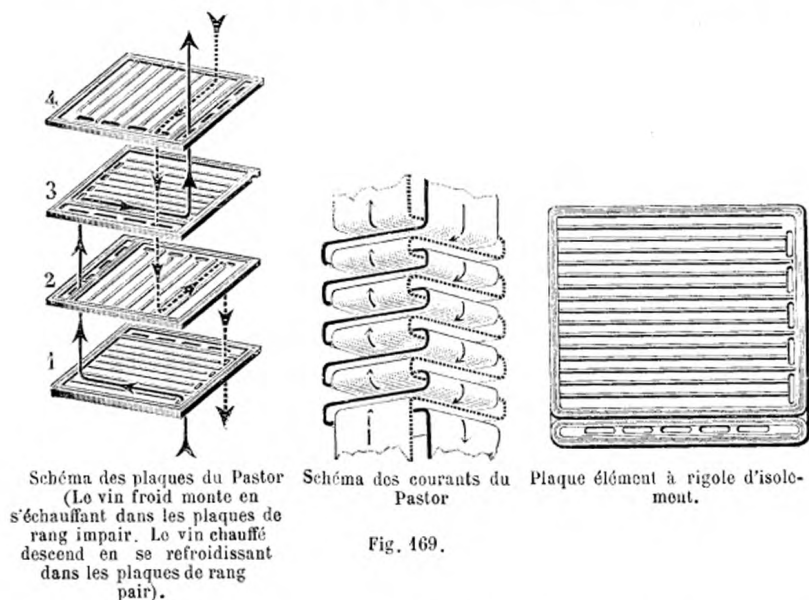 4
3
2
1
Schéma des plaques du Pastor
(Le vin froid monte en
s'échauffant dans les plaques de
rang impair. Le vin chauffé
descend en se refroidissant
dans les plaques de rang
pair).
Schéma des courants du
Pastor
Plaque élément à rigole d'isole-
ment.
Fig. 169.